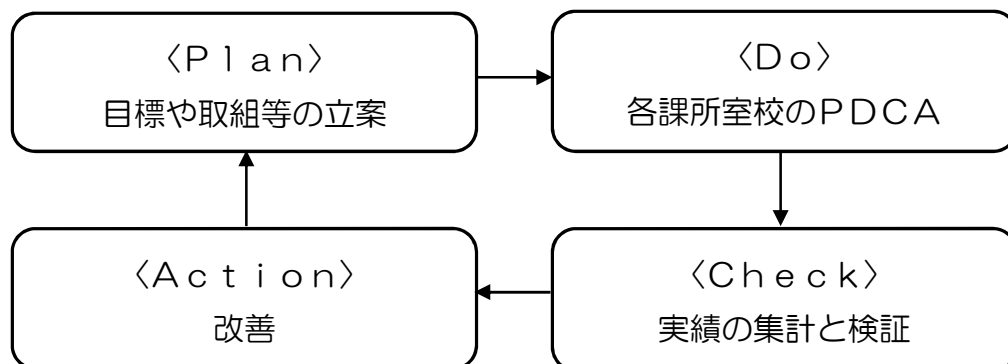 〈Plan〉
目標や取組等の立案
〈Do〉
各課所室校のPDCA
〈Action〉
改善
〈Check〉
実績の集計と検証